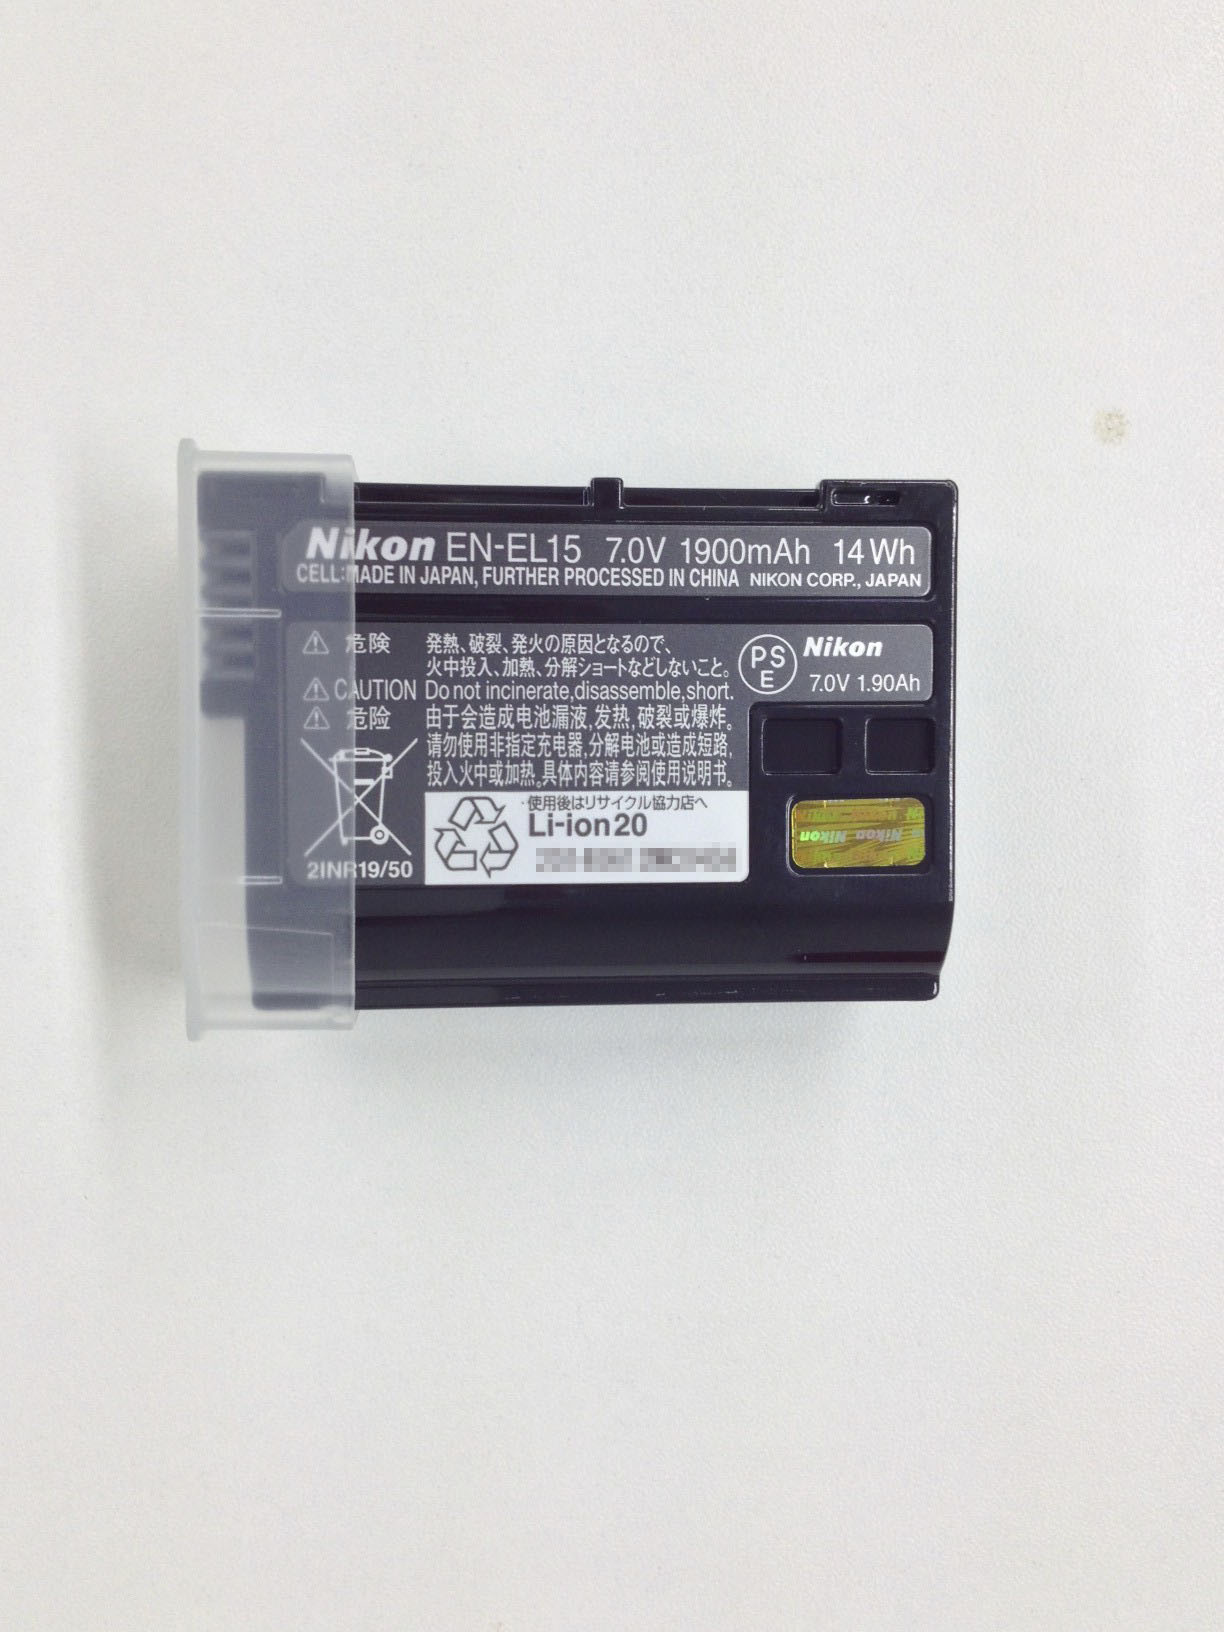 Nikon EN-EL15 7.0V 1900mAh 14Wh
CELL:MADE IN JAPAN, FURTHER PROCESSED IN CHINA NIKON CORP., JAPAN
危険 発熱、破裂、発火の原因となるので、
火中投入、加熱、分解ショートなどしないこと。
CAUTION Do not incinerate,disassemble,short.
危险 由于会造成电池漏液,发热,破裂或爆炸。
请勿使用非指定充电器,分解电池或造成短路,
投入火中或加热。具体内容请参阅使用说明书。
PS
E
Nikon
7.0V 1.90Ah
2INR19/50
使用後はリサイクル協力店へ
Li-ion20
Nikon Nikon Nikon